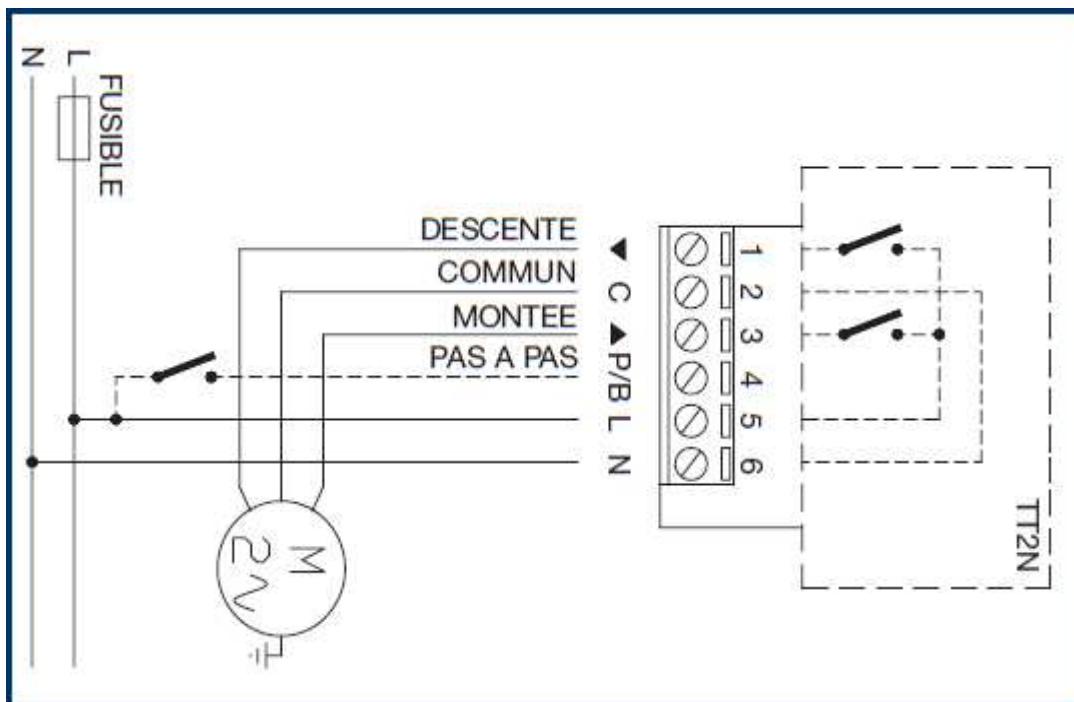 N
L
FUSIBLE
DESCENTE ▼ 1
COMMUN C 2
MONTEE ▲ 3
PAS A PAS P/B 4
L 5
N 6
M
2
TT2N